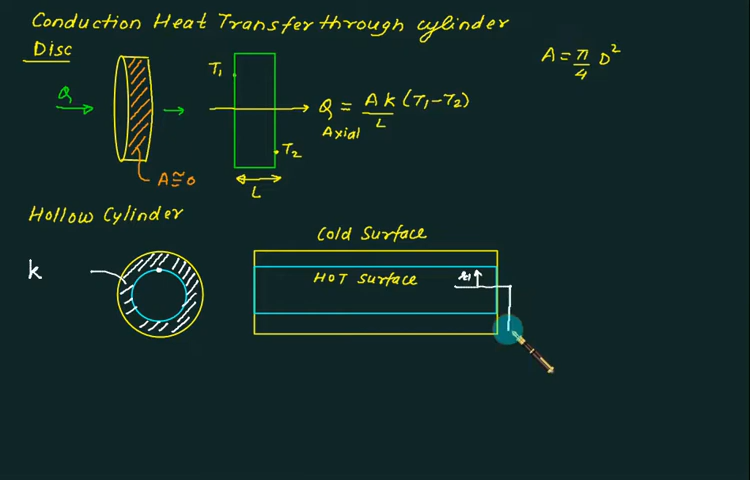 Conduction Heat Transfer through cylinder
Disc
A = π/4 D²
T₁
Q
Q = Ak/L (T₁-T₂)
Axial
T₂
A≅0
L
Hollow Cylinder
Cold Surface
k
HOT Surface